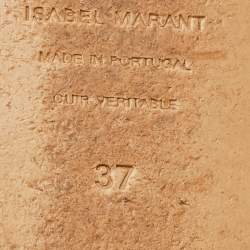 ISABEL MARANT
MADE IN PORTUGAL
CUIR VERITABLE
37